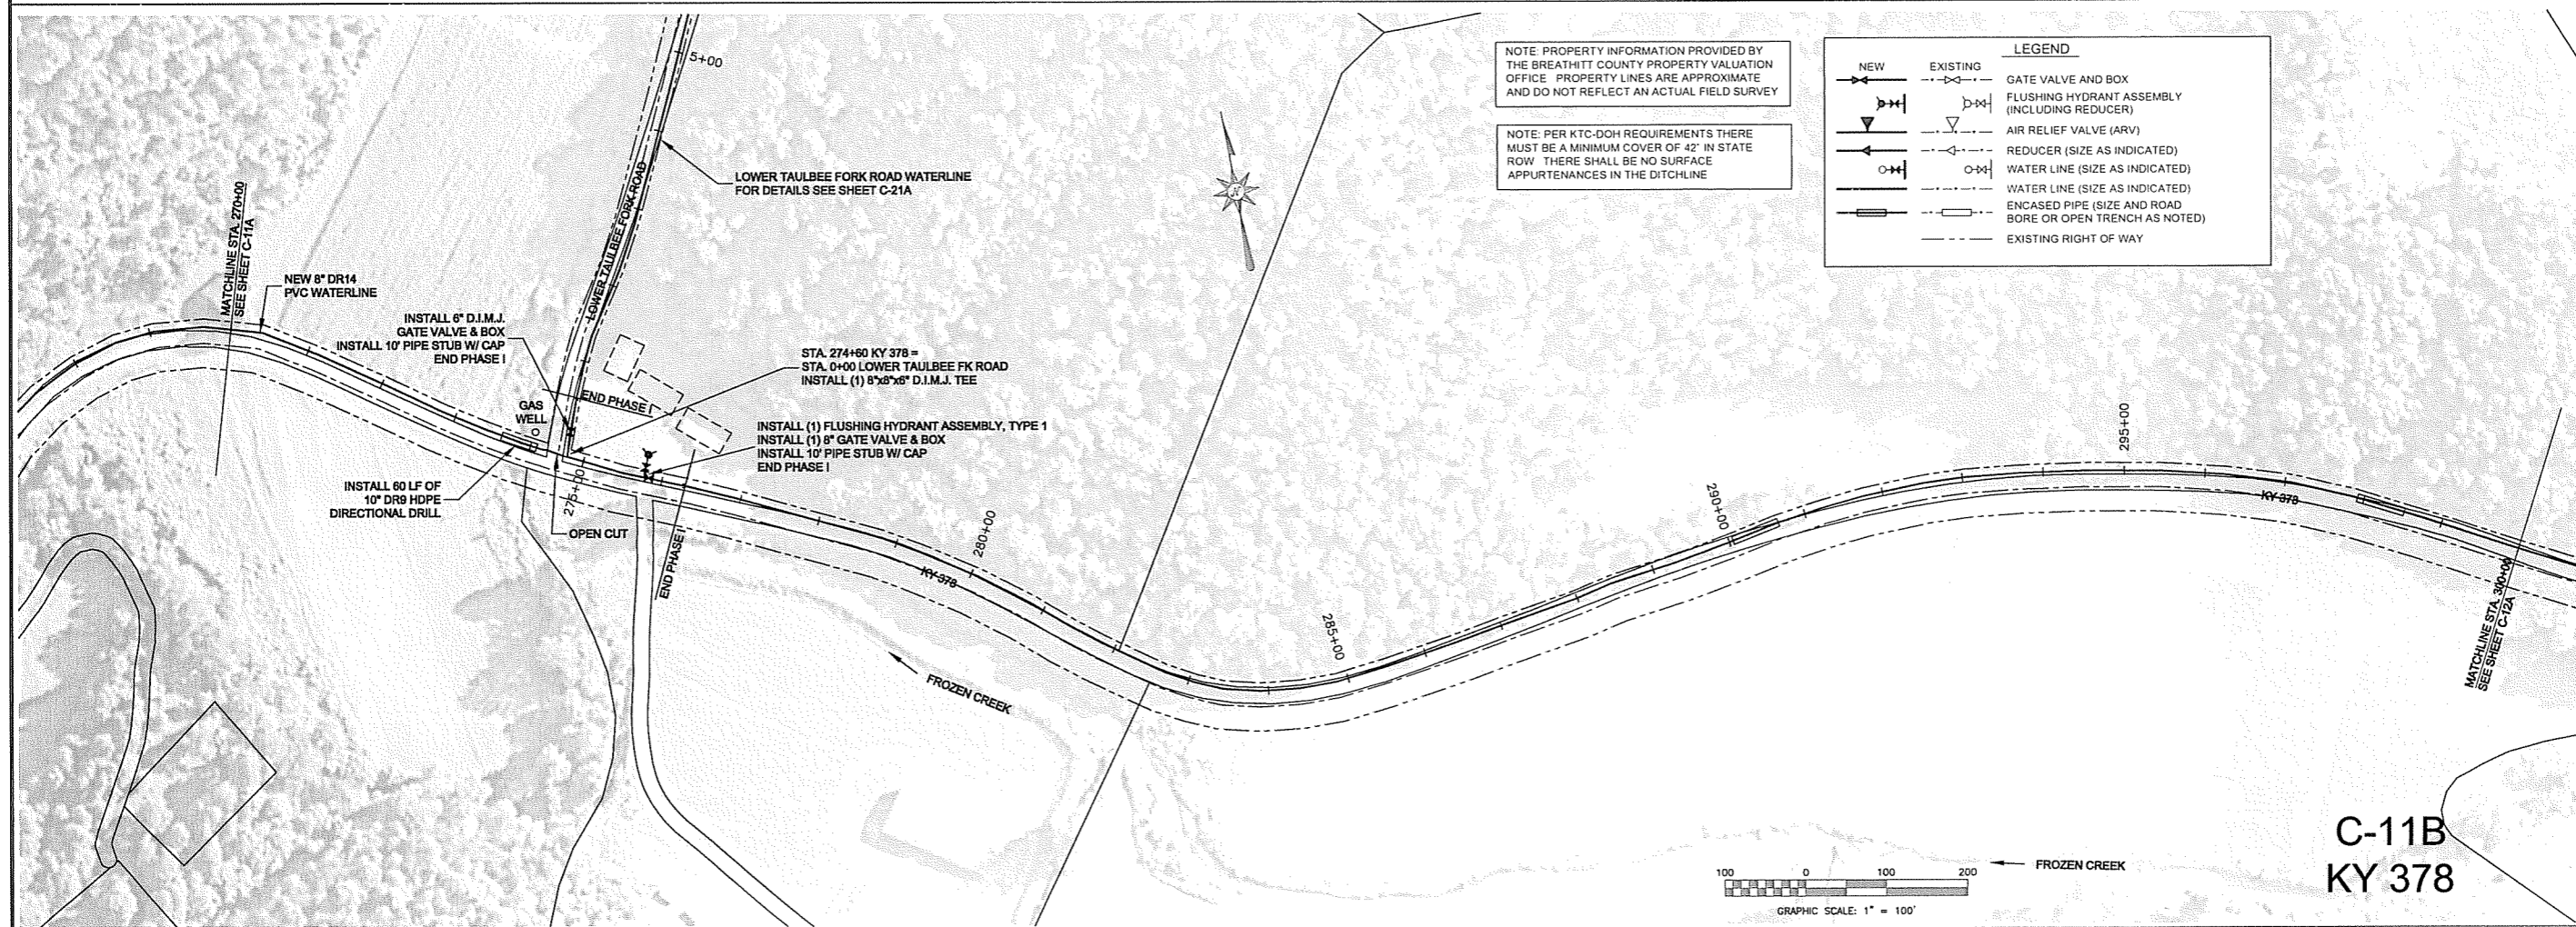 5+00
LOWER TAULBEE FORK ROAD WATERLINE
FOR DETAILS SEE SHEET C-21A
LOWER TAULBEE FORK ROAD
MATCHLINE STA. 270+00
SEE SHEET C-11A
NEW 8" DR14
PVC WATERLINE
INSTALL 6" D.I.M.J.
GATE VALVE & BOX
INSTALL 10' PIPE STUB W/ CAP
END PHASE I
GAS
WELL
END PHASE I
STA. 274+60 KY 378 =
STA. 0+00 LOWER TAULBEE FK ROAD
INSTALL (1) 8"x8"x6" D.I.M.J. TEE
INSTALL (1) FLUSHING HYDRANT ASSEMBLY, TYPE 1
INSTALL (1) 8" GATE VALVE & BOX
INSTALL 10' PIPE STUB W/ CAP
END PHASE I
INSTALL 60 LF OF
10" DR9 HDPE
DIRECTIONAL DRILL
275+00
OPEN CUT
END PHASE I
KY 378
280+00
FROZEN CREEK
285+00
290+00
295+00
KY 378
MATCHLINE STA. 300+00
SEE SHEET C-12A
NOTE: PROPERTY INFORMATION PROVIDED BY
THE BREATHITT COUNTY PROPERTY VALUATION
OFFICE PROPERTY LINES ARE APPROXIMATE
AND DO NOT REFLECT AN ACTUAL FIELD SURVEY
NOTE: PER KTC-DOH REQUIREMENTS THERE
MUST BE A MINIMUM COVER OF 42" IN STATE
ROW THERE SHALL BE NO SURFACE
APPURTENANCES IN THE DITCHLINE
N
LEGEND
NEW EXISTING
GATE VALVE AND BOX
FLUSHING HYDRANT ASSEMBLY
(INCLUDING REDUCER)
AIR RELIEF VALVE (ARV)
REDUCER (SIZE AS INDICATED)
WATER LINE (SIZE AS INDICATED)
WATER LINE (SIZE AS INDICATED)
ENCASED PIPE (SIZE AND ROAD
BORE OR OPEN TRENCH AS NOTED)
EXISTING RIGHT OF WAY
100 0 100 200
GRAPHIC SCALE: 1" = 100'
FROZEN CREEK
C-11B
KY 378